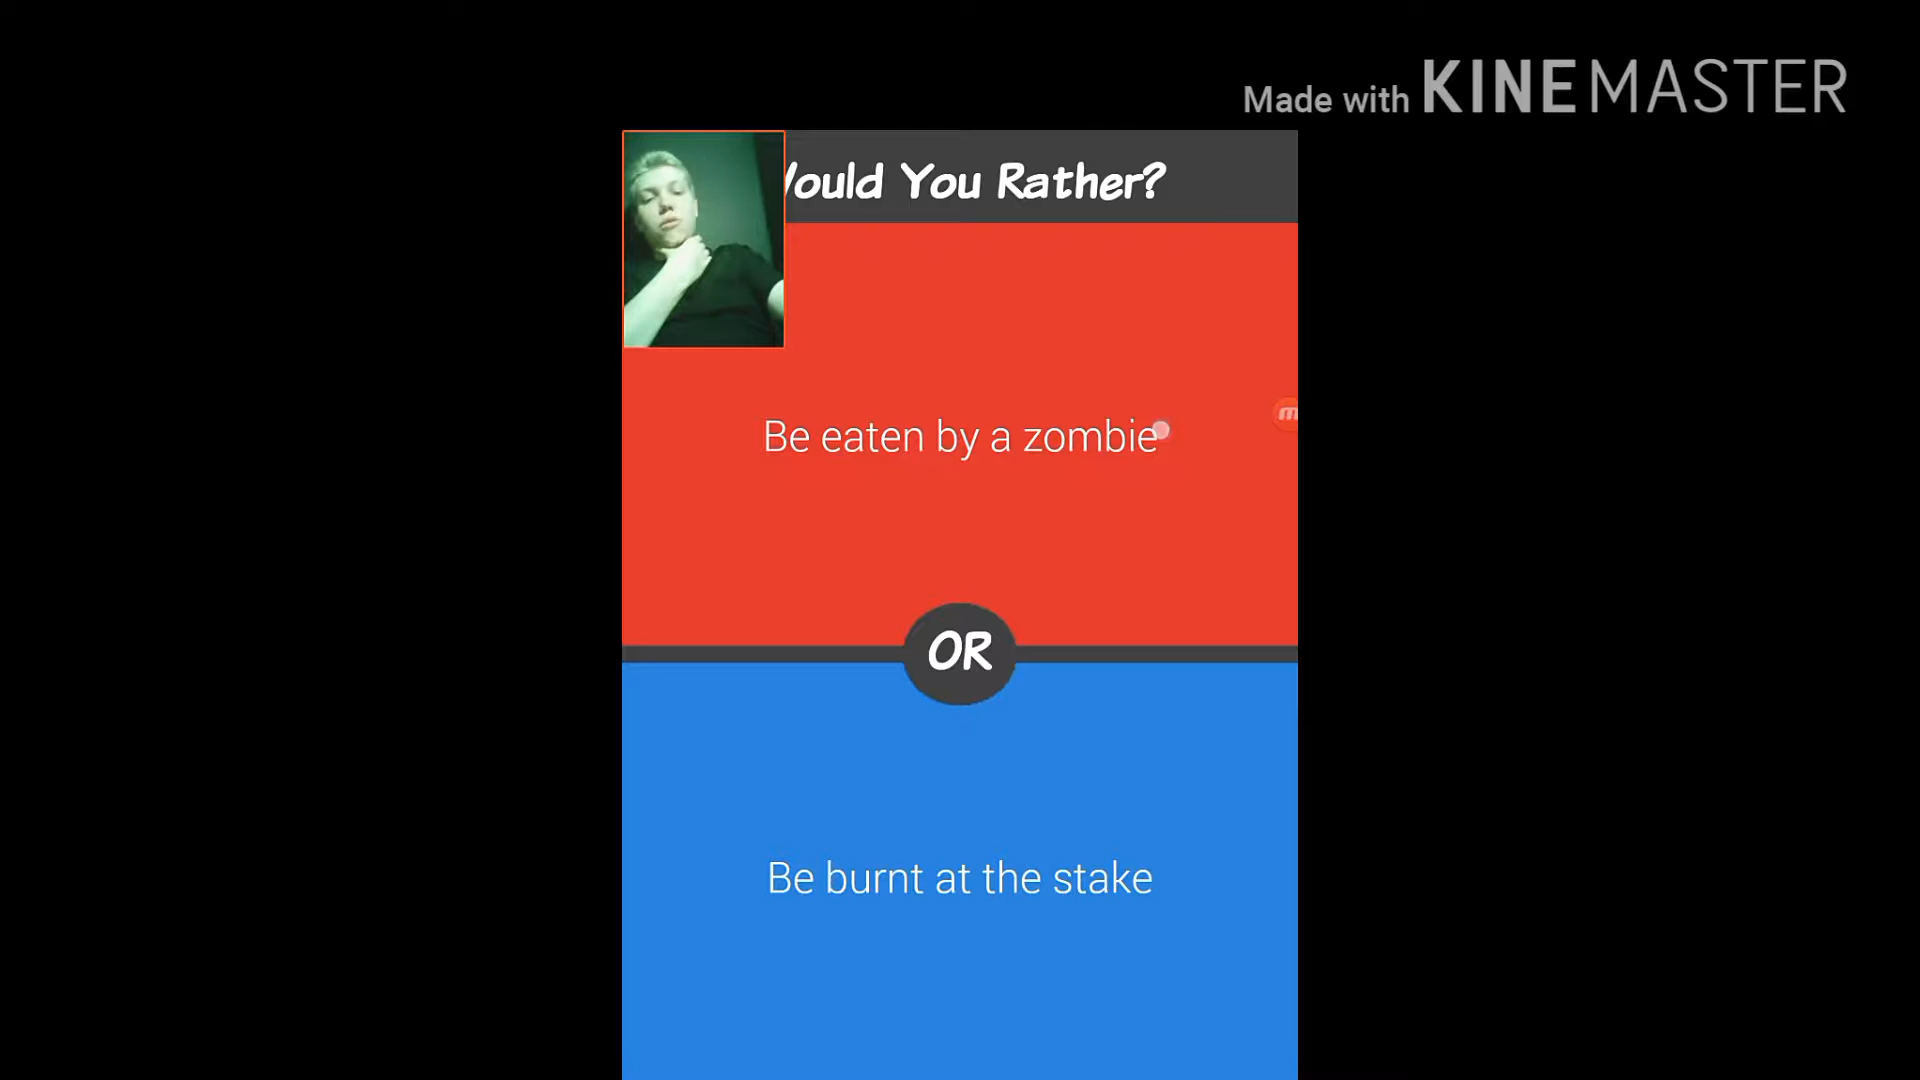 Made with KINEMASTER
ould You Rather?
Be eaten by a zombie
OR
Be burnt at the stake